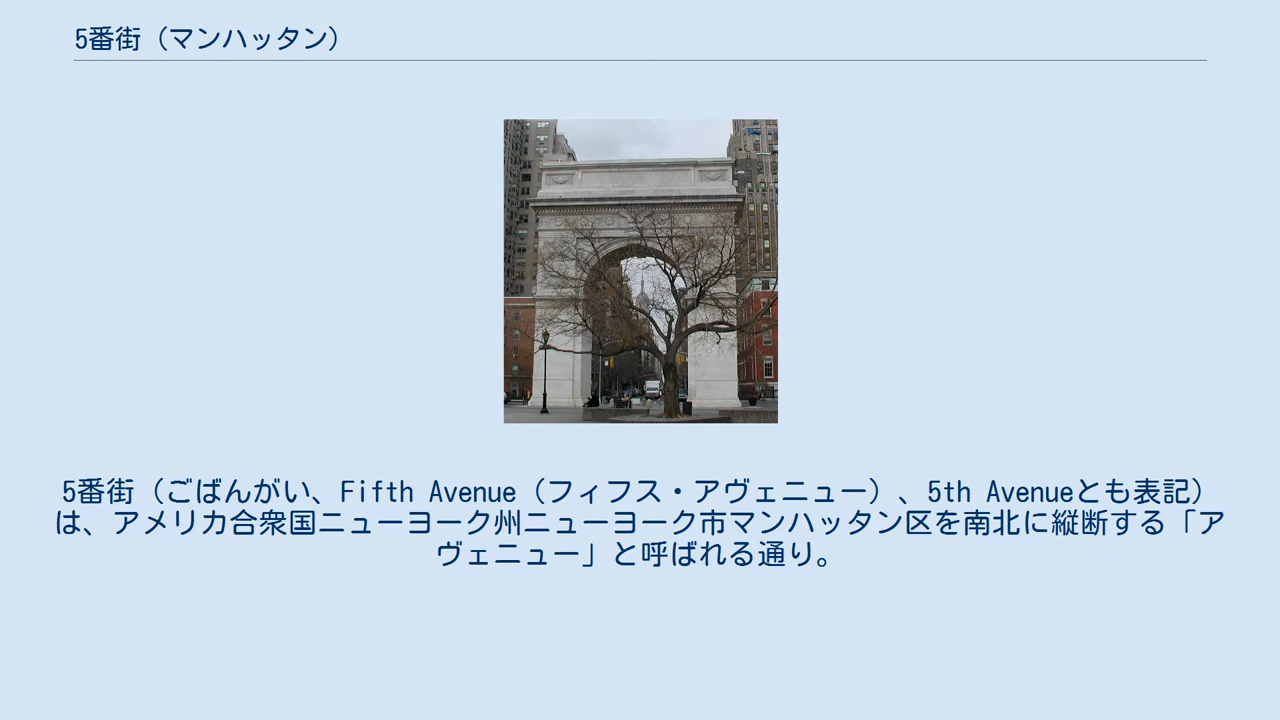 5番街（マンハッタン）
5番街（ごばんがい、Fifth Avenue（フィフス・アヴェニュー）、5th Avenueとも表記）
は、アメリカ合衆国ニューヨーク州ニューヨーク市マンハッタン区を南北に縦断する「ア
ヴェニュー」と呼ばれる通り。